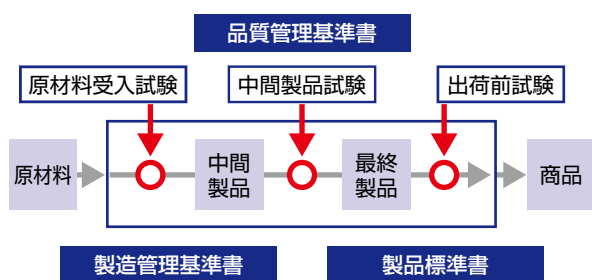 品質管理基準書
原材料受入試験
中間製品試験
出荷前試験
原材料
中間
製品
最終
製品
商品
製造管理基準書
製品標準書